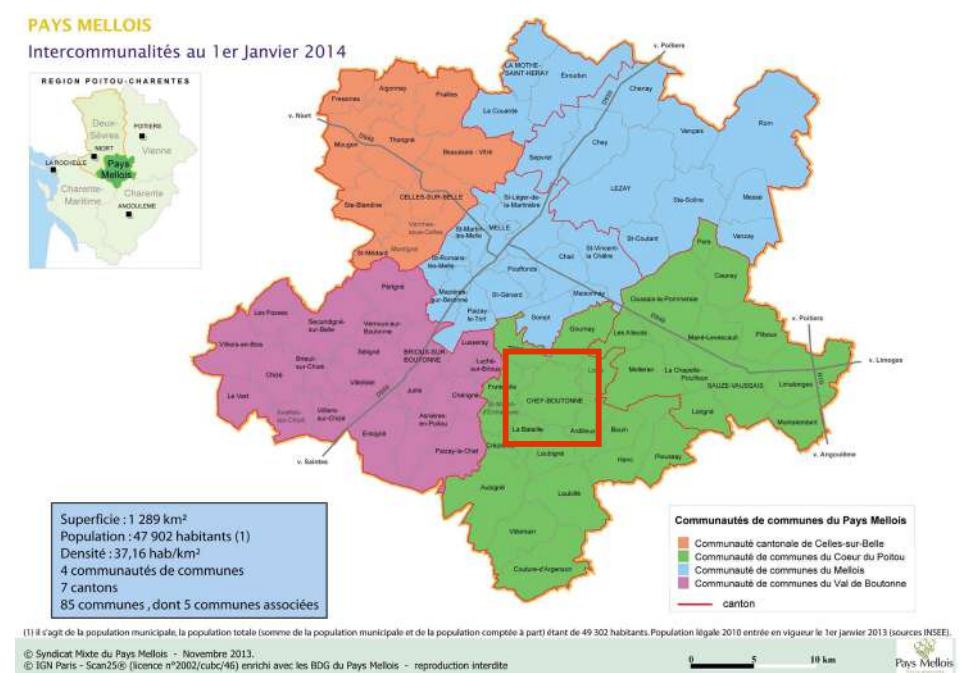 PAYS MELLOIS
Intercommunalités au 1er Janvier 2014
REGION POITOU-CHARENTES
Deux-
Sèvres
POITIERS
NIORT
Vienne
LA ROCHELLE
Pays
Mellois
Charente-
Maritime
Charente
ANGOULEME
v. Poitiers
LA MOTHE-
SAINT-HERAY
Exoudun
Aigonnay
Fressines
Prailles
Chenay
D950
La Couarde
v. Niort
Rom
D948
Vançais
Thorigné
Mougon
Chey
Beaussais - Vitré
Sepvret
LEZAY
CELLES-SUR-BELLE
St-Léger-de-
la-Martinière
Ste-Soline
Messé
Ste-Blandine
Verrines-
sous-Celles
St-Martin-
les-Melle
MELLE
St-Coutant
Vanzay
Pers
Montigné
St-Médard
St-Vincent-
la Châtre
St-Romans-
lès-Melle
Chail
Pouffonds
Caunay
Périgné
Mazières-
sur-Béronne
St-Génard
Maisonnay
Clussais-la-Pommeraie
Paizay-
le-Tort
Les Fosses
Secondigné-
sur-Belle
Vernoux-sur-
Boutonne
Sompt
Gournay
Les Alleuds
D948
v. Poitiers
Mairé-Levescault
Pliboux
Villiers-en-Bois
Séligné
BRIOUX-SUR-
BOUTONNE
Lusseray
Luché-
sur-Brioux
Brieuil-
sur-Chizé
Chizé
Melleran
La Chapelle-
Pouilloux
v. Limoges
SAUZE-VAUSSAIS
Limalonges
N10
Villefollet
Juillé
D950
Le Vert
Chérigné
CHEF-BOUTONNE
Villiers-
sur-Chizé
Asnières-
en-Poitou
Lorigné
Montalembert
La Bataille
Ardilleux
Bouin
Ensigné
Paizay-le-Chat
Loubigné
Hanc
v. Angoulême
v. Saintes
Aubigné
Loubillé
Villemain
Couture-d'Argenson
Superficie : 1 289 km²
Population : 47 902 habitants (1)
Densité : 37,16 hab/km²
4 communautés de communes
7 cantons
85 communes , dont 5 communes associées
Communautés de communes du Pays Mellois
Communauté cantonale de Celles-sur-Belle
Communauté de communes du Coeur du Poitou
Communauté de communes du Mellois
Communauté de communes du Val de Boutonne
canton
(1) il s'agit de la population municipale, la population totale (somme de la population municipale et de la population comptée à part) étant de 49 302 habitants. Population légale 2010 entrée en vigueur le 1er janvier 2013 (sources INSEE).
© Syndicat Mixte du Pays Mellois - Novembre 2013.
© IGN Paris - Scan25® (licence n°2002/cubc/46) enrichi avec les BDG du Pays Mellois - reproduction interdite
0 5 10 km
Pays Mellois